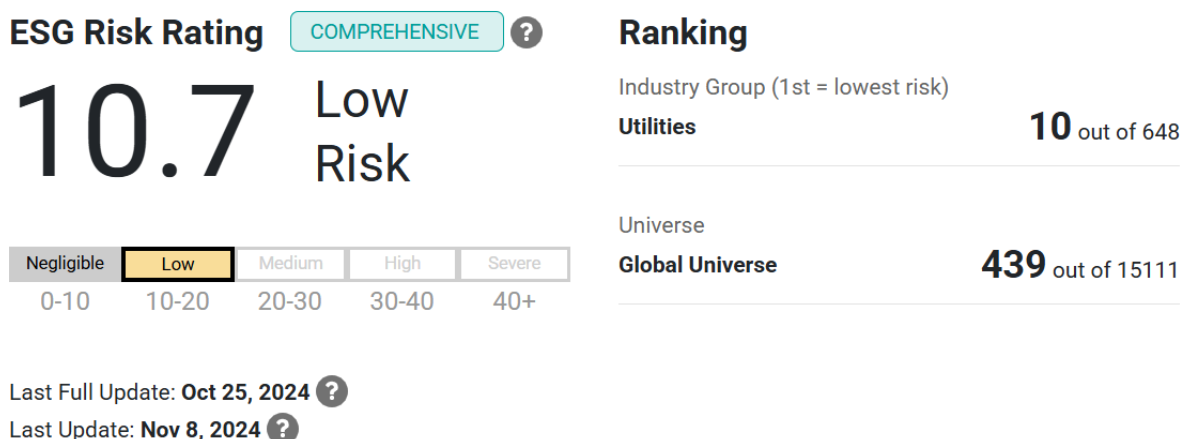 ESG Risk Rating COMPREHENSIVE ?
10.7 Low
Risk
Negligible Low Medium High Severe
0-10 10-20 20-30 30-40 40+
Last Full Update: Oct 25, 2024 ?
Last Update: Nov 8, 2024 ?
Ranking
Industry Group (1st = lowest risk)
Utilities 10 out of 648
Universe
Global Universe 439 out of 15111